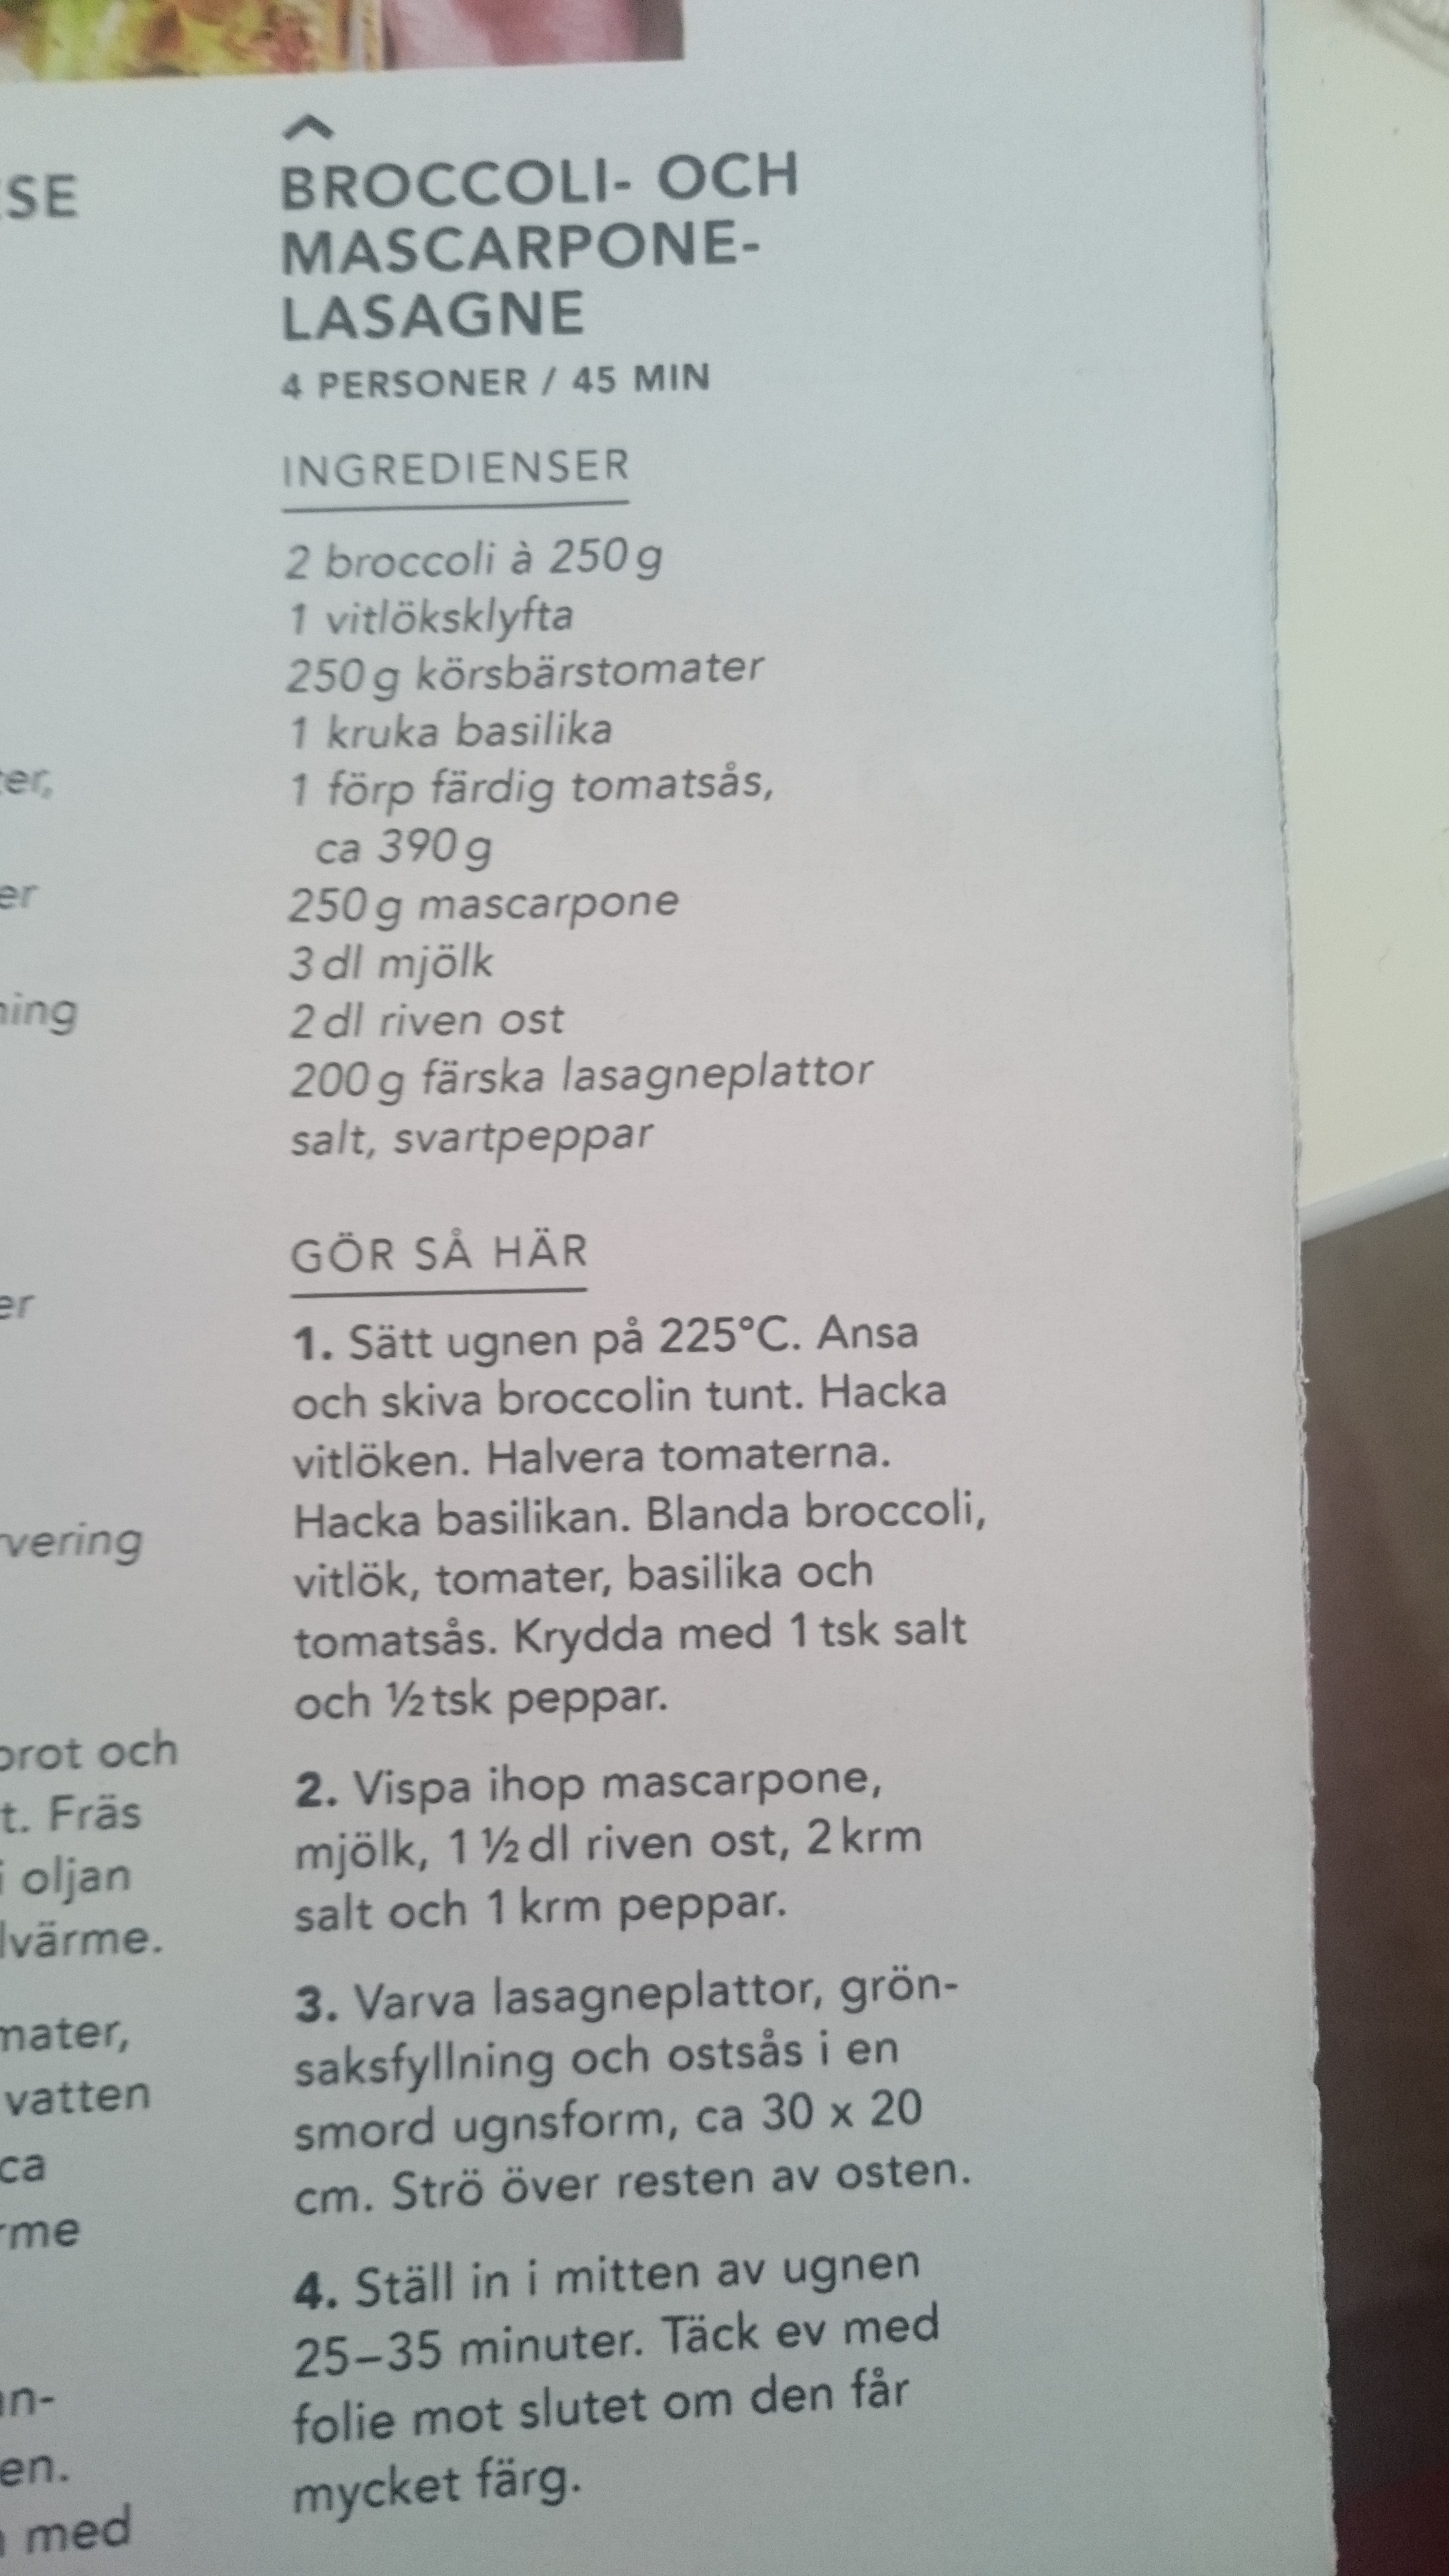 SE
er,
er
ing
er
vering
och
t. Fräs
i oljan
värme.
vatten
ca
en.
med
BROCCOLI- OCH
MASCARPONE-
LASAGNE
4 PERSONER / 45 MIN
INGREDIENSER
2 broccoli à 250 g
1 vitlöksklyfta
250 g körsbärstomater
1 kruka basilika
1 förp färdig tomatsås,
ca 390 g
250 g mascarpone
3 dl mjölk
2 dl riven ost
200 g färska lasagneplattor
salt, svartpeppar
GÖR SÅ HÄR
1. Sätt ugnen på 225°C. Ansa
och skiva broccolin tunt. Hacka
vitlöken. Halvera tomaterna.
Hacka basilikan. Blanda broccoli,
vitlök, tomater, basilika och
tomatsås. Krydda med 1 tsk salt
och ½ tsk peppar.
2. Vispa ihop mascarpone,
mjölk, 1 ½ dl riven ost, 2 krm
salt och 1 krm peppar.
3. Varva lasagneplattor, grön-
saksfyllning och ostsås i en
smord ugnsform, ca 30 x 20
cm. Strö över resten av osten.
4. Ställ in i mitten av ugnen
25–35 minuter. Täck ev med
folie mot slutet om den får
mycket färg.